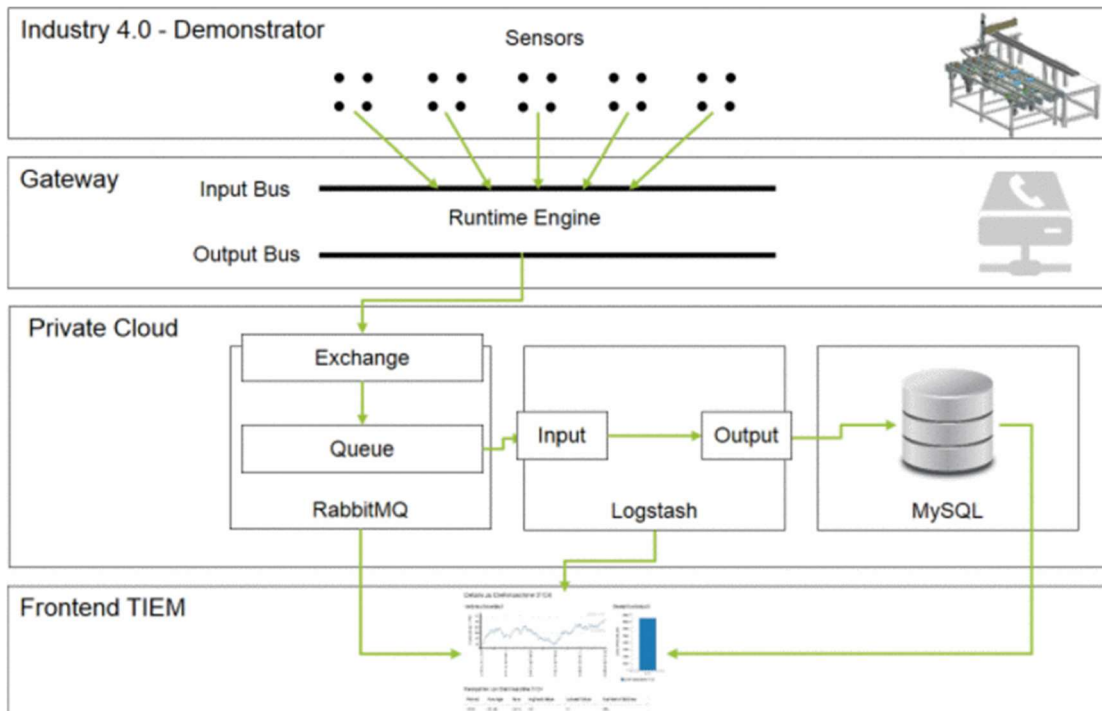 Industry 4.0 - Demonstrator
Sensors
Gateway
Input Bus
Runtime Engine
Output Bus
Private Cloud
Exchange
Queue
RabbitMQ
Input
Output
Logstash
MySQL
Frontend TIEM